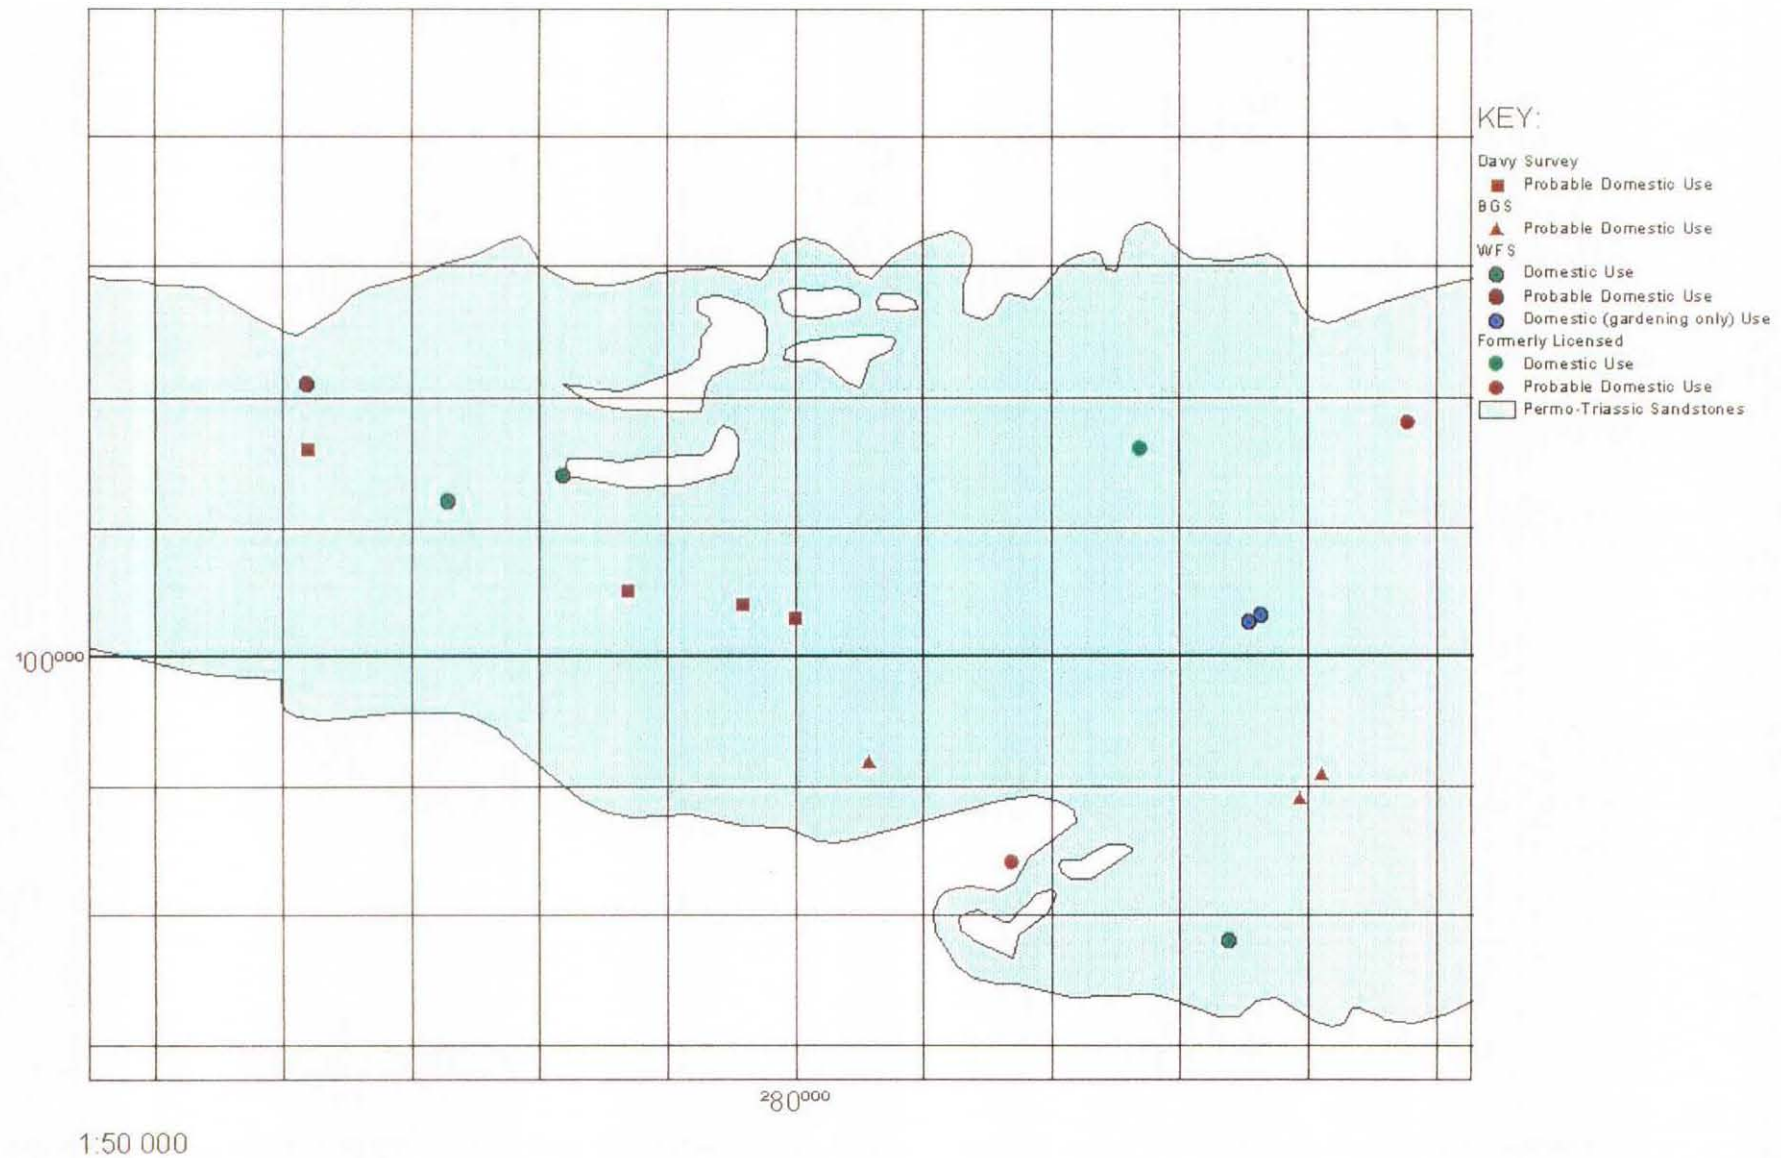 KEY:
Davy Survey
Probable Domestic Use
BGS
Probable Domestic Use
WFS
Domestic Use
Probable Domestic Use
Domestic (gardening only) Use
Formerly Licensed
Domestic Use
Probable Domestic Use
Permo-Triassic Sandstones
¹00⁰⁰⁰
²80⁰⁰⁰
1:50 000